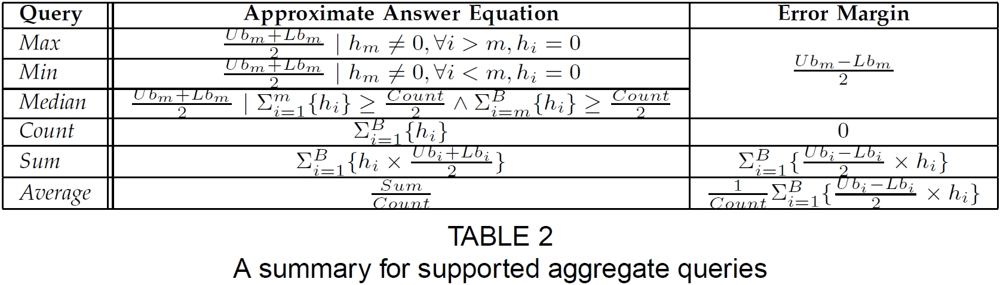 Query Approximate Answer Equation Error Margin
Max (Ub_m+Lb_m)/2 | h_m ≠ 0, ∀i > m, h_i = 0
Min (Ub_m+Lb_m)/2 | h_m ≠ 0, ∀i < m, h_i = 0 (Ub_m−Lb_m)/2
Median (Ub_m+Lb_m)/2 | Σ_{i=1}^{m}{h_i} ≥ Count/2 ∧ Σ_{i=m}^{B}{h_i} ≥ Count/2
Count Σ_{i=1}^{B}{h_i} 0
Sum Σ_{i=1}^{B}{h_i × (Ub_i+Lb_i)/2} Σ_{i=1}^{B}{(Ub_i−Lb_i)/2 × h_i}
Average Sum/Count 1/Count Σ_{i=1}^{B}{(Ub_i−Lb_i)/2 × h_i}
TABLE 2
A summary for supported aggregate queries